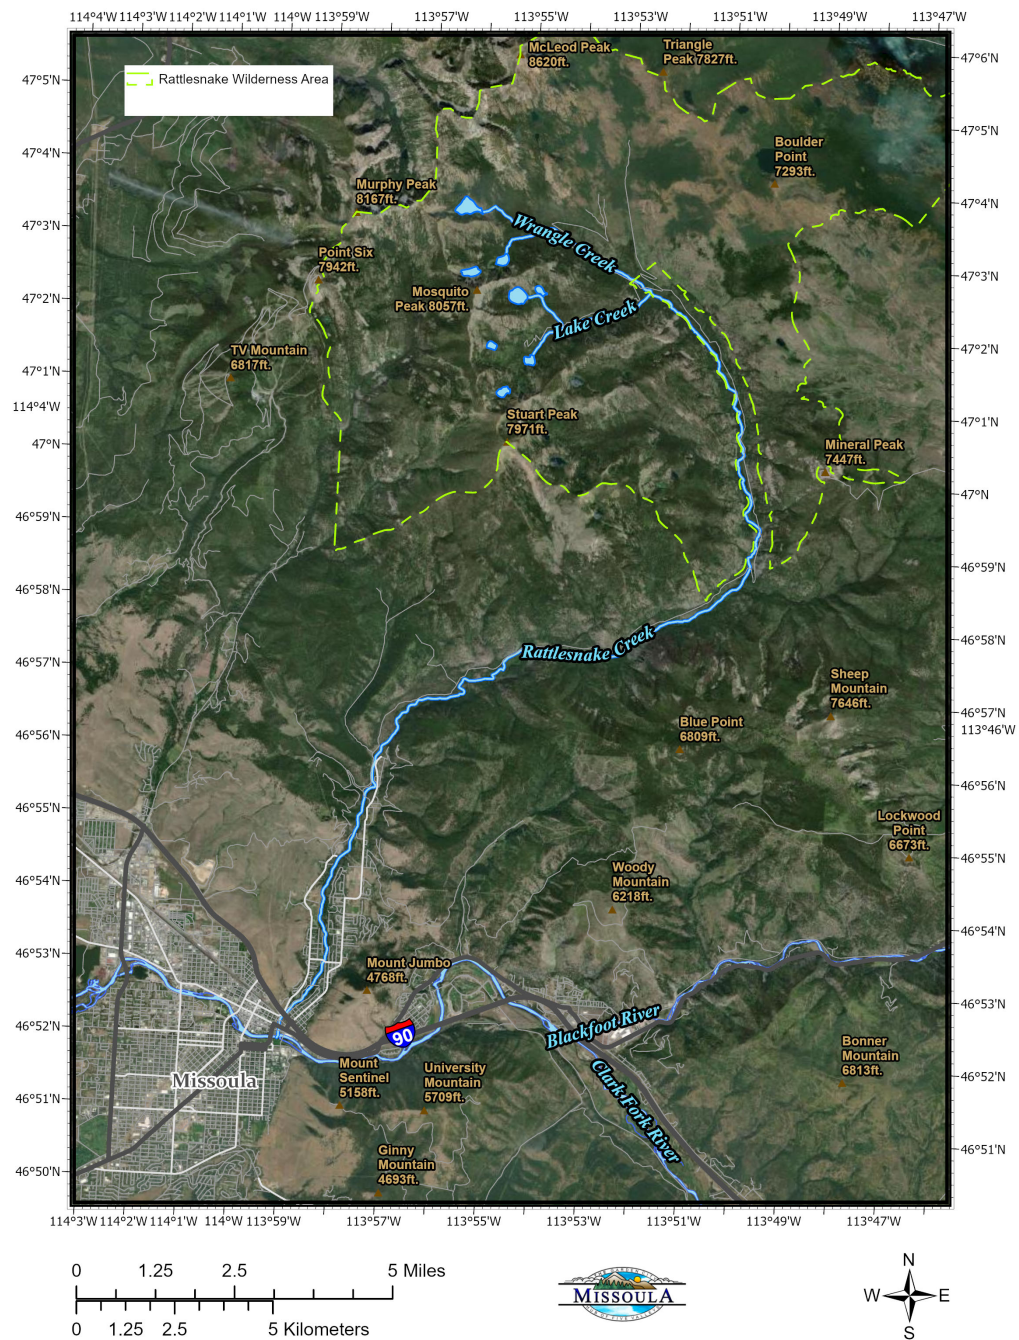 114°4'W 114°2'W 114°1'W 114°0'W 113°59'W 113°57'W 113°55'W 113°53'W 113°51'W 113°49'W 113°47'W
McLeod Peak
8620ft.
Triangle
Peak 7827ft.
47°6'N
47°5'N
Rattlesnake Wilderness Area
47°5'N
Boulder
Point
7293ft.
47°4'N
Murphy Peak
8167ft.
47°4'N
47°3'N
Wrangle Creek
Point Six
7942ft.
47°3'N
Mosquito
Peak 8057ft.
47°2'N
Lake Creek
TV Mountain
6817ft.
47°2'N
47°1'N
114°4'W
Stuart Peak
7971ft.
47°1'N
47°N
Mineral Peak
7447ft.
47°N
46°59'N
46°59'N
46°58'N
Rattlesnake Creek
46°58'N
46°57'N
Sheep
Mountain
7646ft.
46°57'N
113°46'W
Blue Point
6809ft.
46°56'N
46°56'N
46°55'N
Lockwood
Point
6673ft.
46°55'N
Woody
Mountain
6218ft.
46°54'N
46°54'N
46°53'N
Mount Jumbo
4768ft.
46°53'N
Blackfoot River
90
46°52'N
Bonner
Mountain
6813ft.
Mount
Sentinel
5158ft.
University
Mountain
5709ft.
Clark Fork River
Missoula
46°52'N
46°51'N
Ginny
Mountain
4693ft.
46°51'N
46°50'N
114°3'W 114°2'W 114°1'W 114°0'W 113°59'W 113°57'W 113°55'W 113°53'W 113°51'W 113°49'W 113°47'W
0 1.25 2.5 5 Miles
0 1.25 2.5 5 Kilometers
MISSOULA
N
W E
S